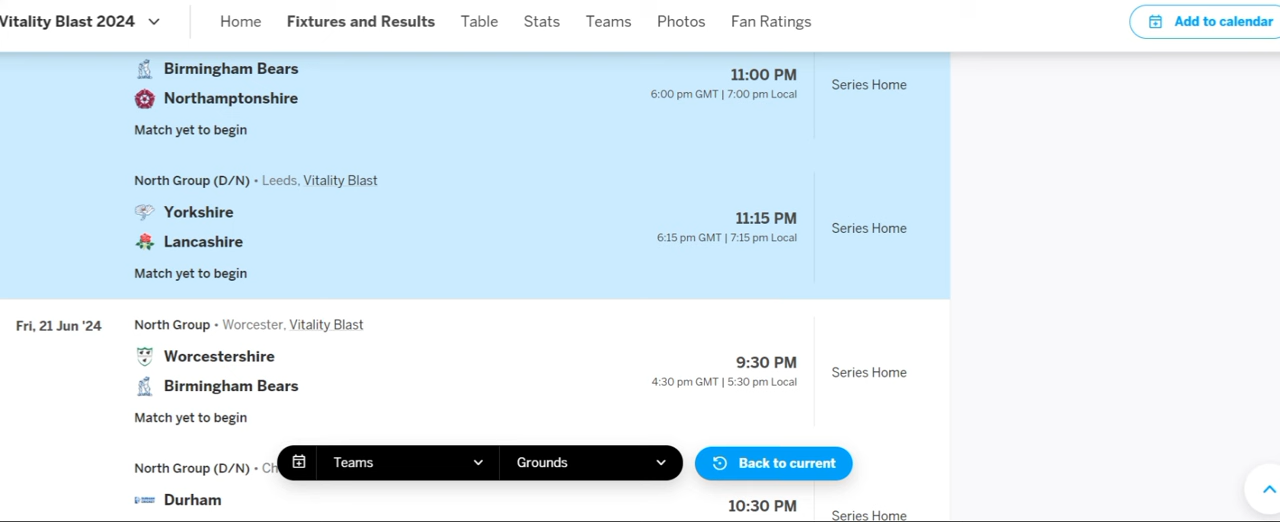 Vitality Blast 2024 Home Fixtures and Results Table Stats Teams Photos Fan Ratings Add to calendar
Birmingham Bears
Northamptonshire
Match yet to begin
11:00 PM
6:00 pm GMT | 7:00 pm Local
Series Home
North Group (D/N) • Leeds, Vitality Blast
Yorkshire
Lancashire
Match yet to begin
11:15 PM
6:15 pm GMT | 7:15 pm Local
Series Home
Fri, 21 Jun '24
North Group • Worcester, Vitality Blast
Worcestershire
Birmingham Bears
Match yet to begin
9:30 PM
4:30 pm GMT | 5:30 pm Local
Series Home
Teams Grounds Back to current
North Group (D/N) • Ch
Durham
10:30 PM
Series Home